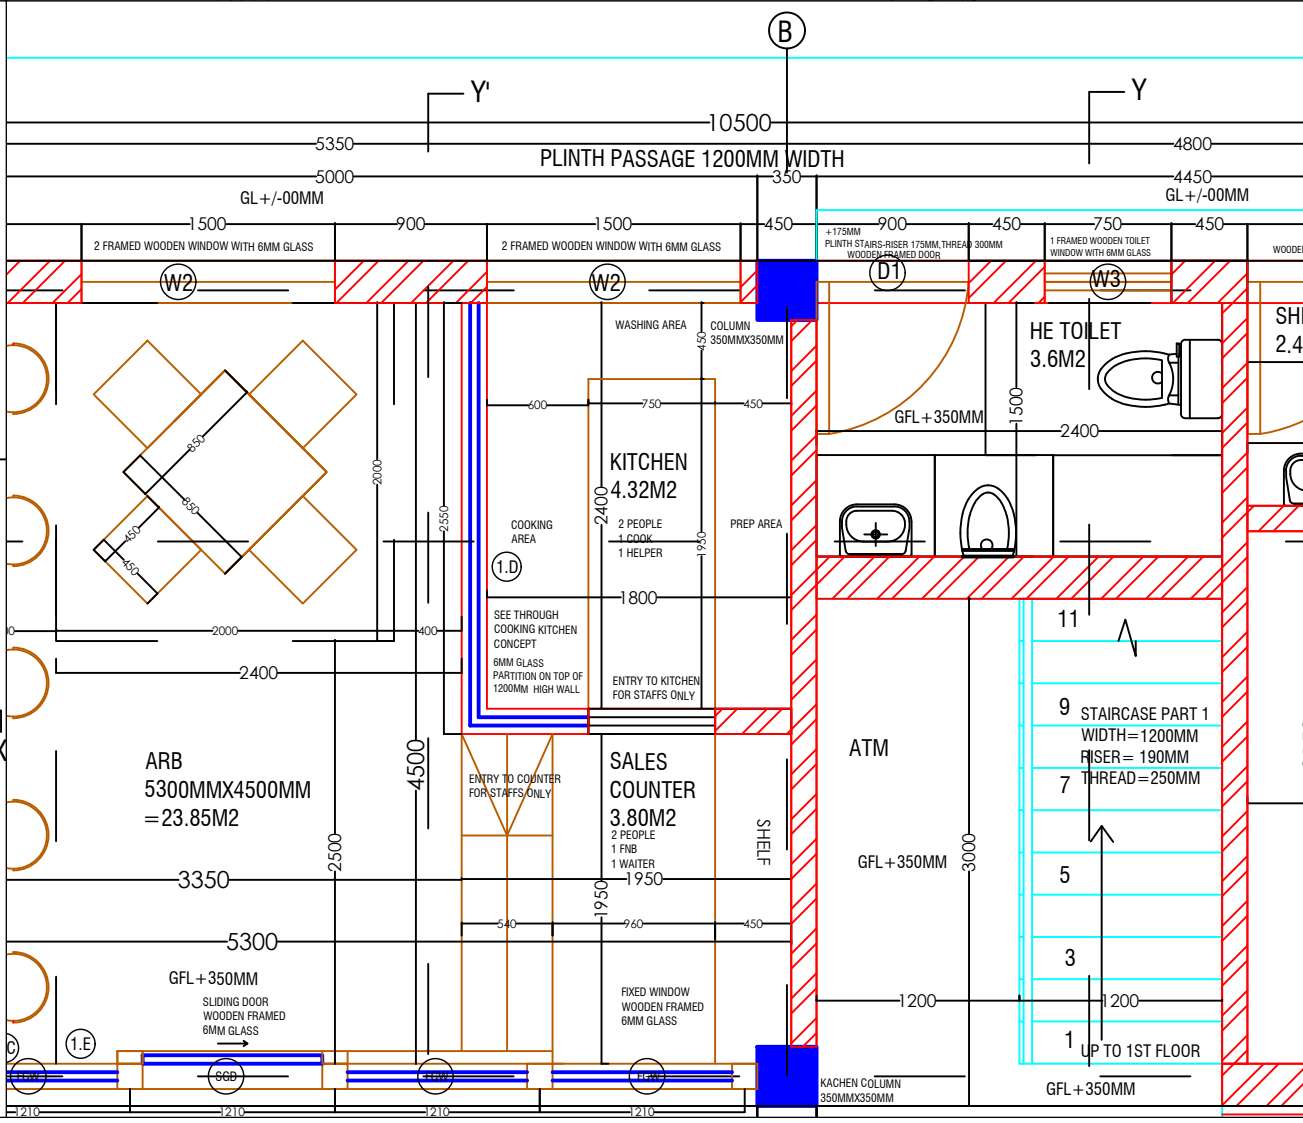 B
Y'
Y
10500
5350
4800
PLINTH PASSAGE 1200MM WIDTH
5000
350
4450
GL+/-00MM
GL+/-00MM
1500
900
1500
450
900
450
750
450
2 FRAMED WOODEN WINDOW WITH 6MM GLASS
2 FRAMED WOODEN WINDOW WITH 6MM GLASS
+175MM
PLINTH STAIRS-RISER 175MM,THREAD 300MM
WOODEN FRAMED DOOR
1 FRAMED WOODEN TOILET
WINDOW WITH 6MM GLASS
W2
W2
D1
W3
WASHING AREA
COLUMN
350MMX350MM
450
HE TOILET
3.6M2
600
750
450
GFL+350MM
1500
2400
850
850
450
450
2000
2550
KITCHEN
4.32M2
2400
2 PEOPLE
1 COOK
1 HELPER
1950
COOKING
AREA
PREP AREA
1.D
1800
SEE THROUGH
COOKING KITCHEN
CONCEPT
6MM GLASS
PARTITION ON TOP OF
1200MM HIGH WALL
ENTRY TO KITCHEN
FOR STAFFS ONLY
2000
400
2400
11
9
7
5
3
1
STAIRCASE PART 1
WIDTH=1200MM
RISER= 190MM
THREAD=250MM
ARB
5300MMX4500MM
=23.85M2
4500
2500
ENTRY TO COUNTER
FOR STAFFS ONLY
SALES
COUNTER
3.80M2
2 PEOPLE
1 FNB
1 WAITER
SHELF
ATM
GFL+350MM
3000
3350
1950
1950
540
960
450
5300
GFL+350MM
SLIDING DOOR
WOODEN FRAMED
6MM GLASS
FIXED WINDOW
WOODEN FRAMED
6MM GLASS
1200
1200
UP TO 1ST FLOOR
1.E
FGW
SGD
FGW
FGW
KACHEN COLUMN
350MMX350MM
GFL+350MM
1210
1210
1210
1210